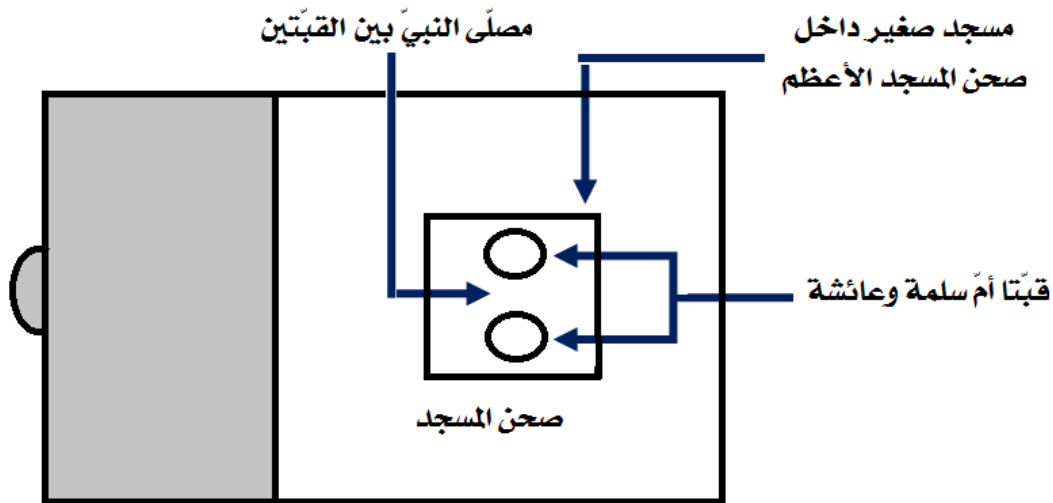 مسجد صغير داخل
صحن المسجد الأعظم
مصلّى النبيّ بين القبّتين
قبّتا أمّ سلمة وعائشة
صحن المسجد